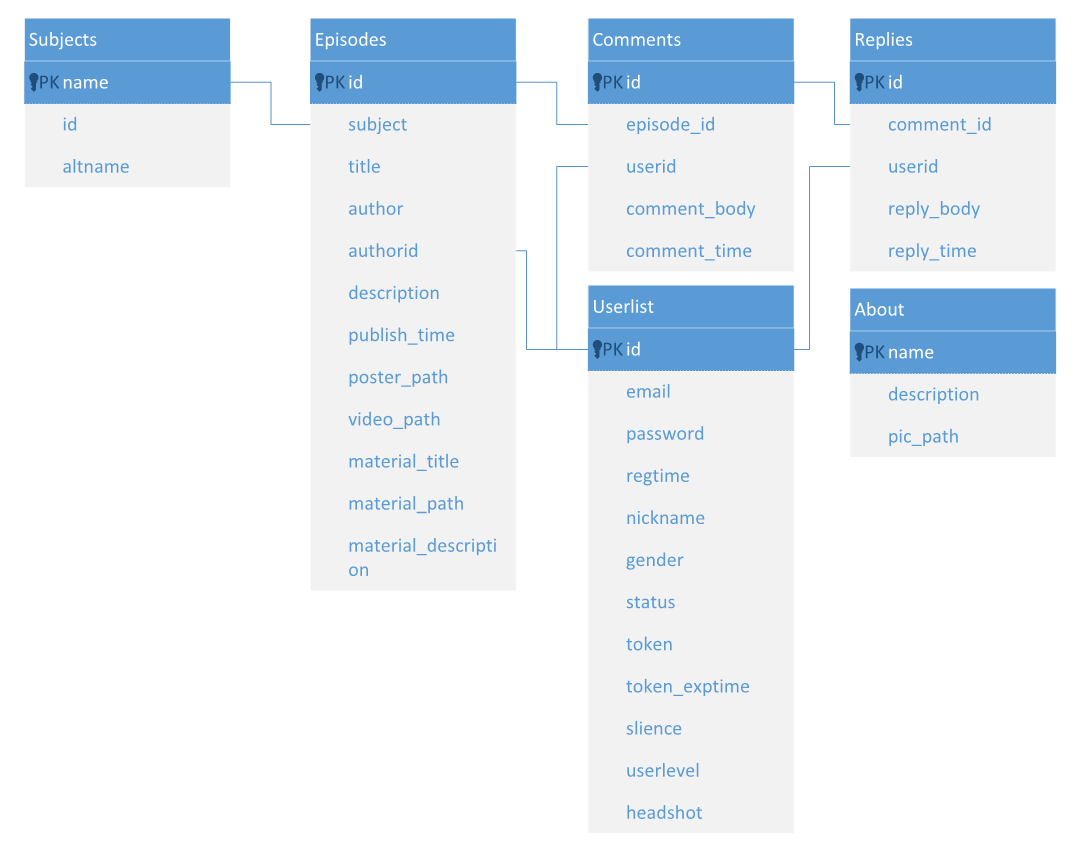 Subjects
PK name
id
altname
Episodes
PK id
subject
title
author
authorid
description
publish_time
poster_path
video_path
material_title
material_path
material_descripti
on
Comments
PK id
episode_id
userid
comment_body
comment_time
Userlist
PK id
email
password
regtime
nickname
gender
status
token
token_exptime
slience
userlevel
headshot
Replies
PK id
comment_id
userid
reply_body
reply_time
About
PK name
description
pic_path